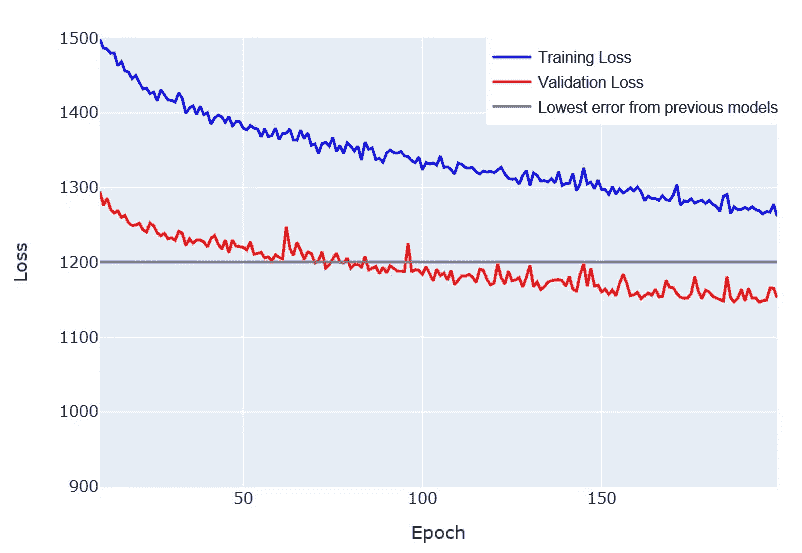 1500
1400
1300
1200
1100
1000
900
Loss
Training Loss
Validation Loss
Lowest error from previous models
50
100
150
Epoch